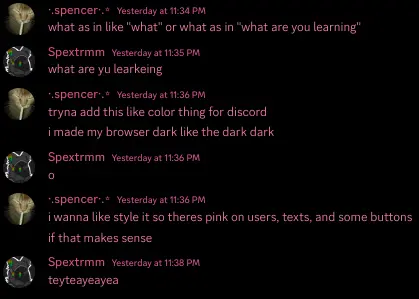 ·.spencer·.* Yesterday at 11:34 PM
what as in like "what" or what as in "what are you learning"
Spextrmm Yesterday at 11:35 PM
what are yu learkeing
·.spencer·.* Yesterday at 11:36 PM
tryna add this like color thing for discord
i made my browser dark like the dark dark
Spextrmm Yesterday at 11:36 PM
o
·.spencer·.* Yesterday at 11:36 PM
i wanna like style it so theres pink on users, texts, and some buttons
if that makes sense
Spextrmm Yesterday at 11:38 PM
teyteayeayea